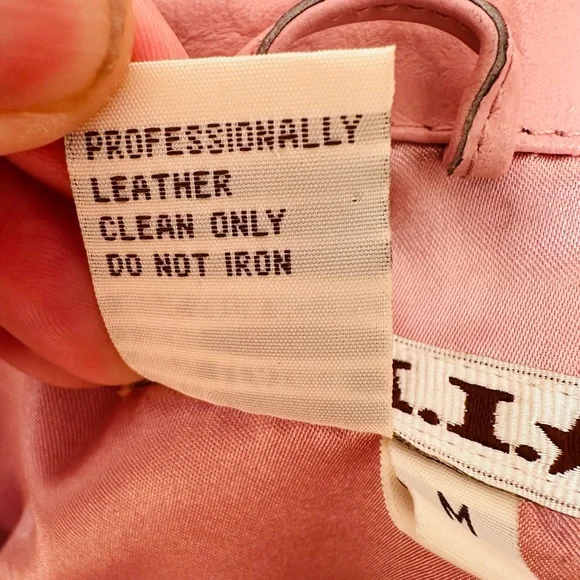 PROFESSIONALLY
LEATHER
CLEAN ONLY
DO NOT IRON
.I.★
M